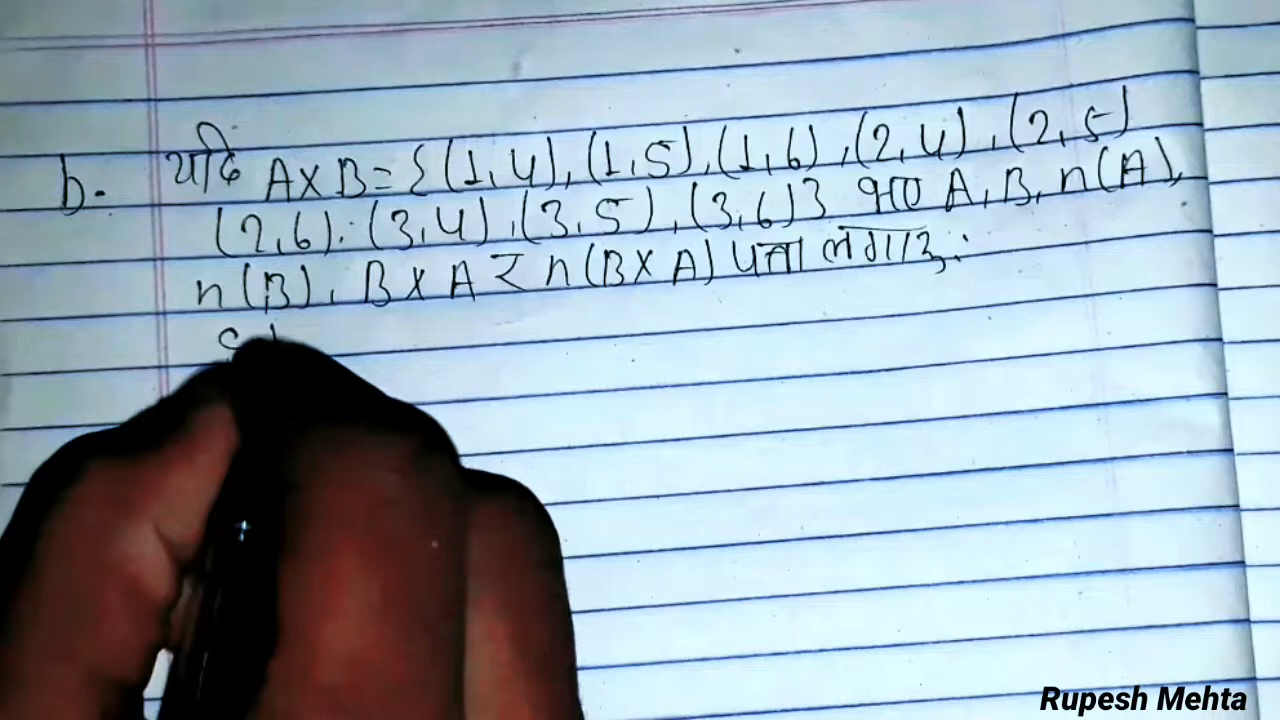 b. यदि A×B={(1,4),(1,5),(1,6),(2,4),(2,5)
(2,6).(3,4),(3,5),(3,6)} भए A,B,n(A),
n(B), B×A र n(B×A) पत्ता लगाउ:
Rupesh Mehta